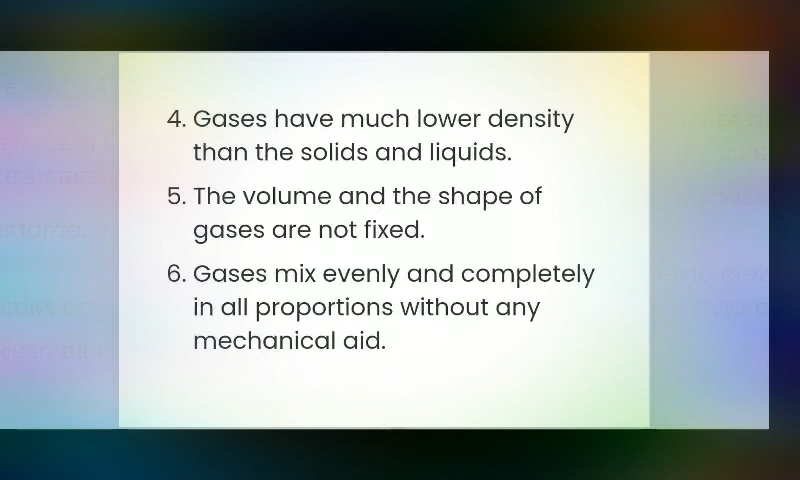 4. Gases have much lower density
than the solids and liquids.
5. The volume and the shape of
gases are not fixed.
6. Gases mix evenly and completely
in all proportions without any
mechanical aid.